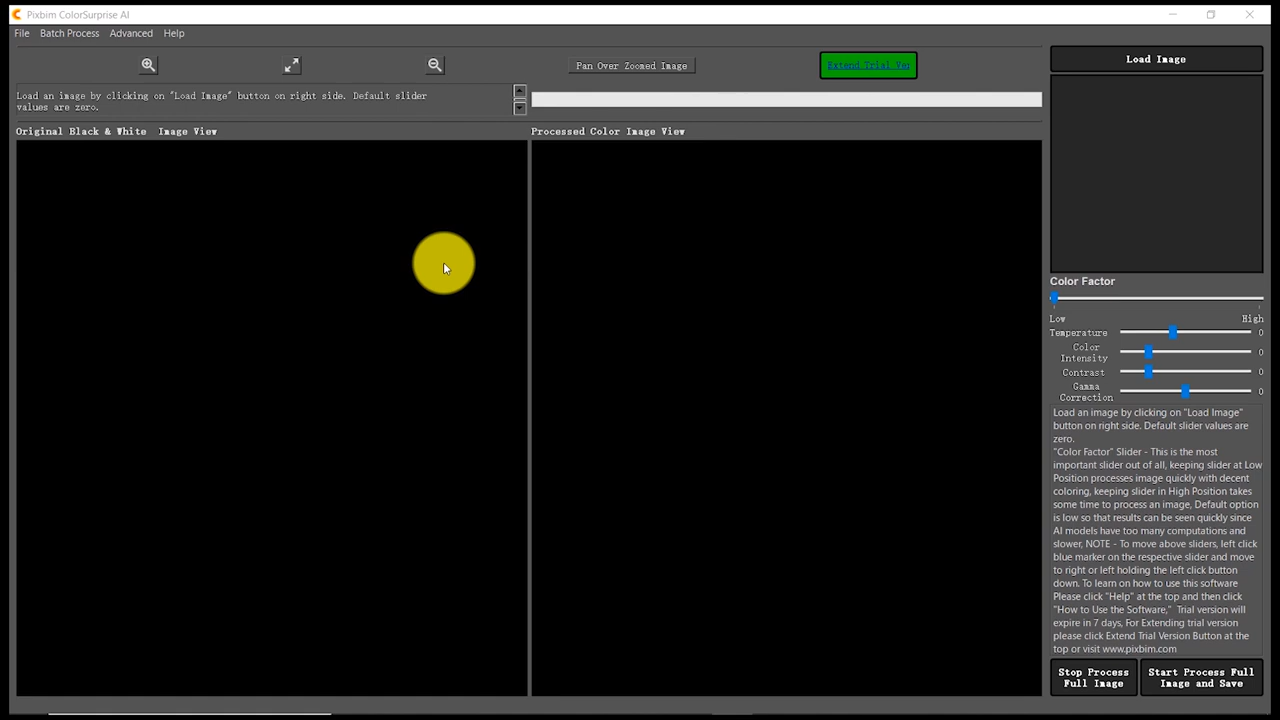 Pixbim ColorSurprise AI
File Batch Process Advanced Help
Pan Over Zoomed Image
Extend Trial Ver
Load Image
Load an image by clicking on "Load Image" button on right side. Default slider
values are zero.
Original Black & White Image View
Processed Color Image View
Color Factor
Low High
Temperature 0
Color
Intensity 0
Contrast 0
Gamma
Correction 0
Load an image by clicking on "Load Image"
button on right side. Default slider values are
zero.
"Color Factor" Slider - This is the most
important slider out of all, keeping slider at Low
Position processes image quickly with decent
coloring, keeping slider in High Position takes
some time to process an image, Default option
is low so that results can be seen quickly since
AI models have too many computations and
slower, NOTE - To move above sliders, left click
blue marker on the respective slider and move
to right or left holding the left click button
down. To learn on how to use this software
Please click "Help" at the top and then click
"How to Use the Software," Trial version will
expire in 7 days, For Extending trial version
please click Extend Trial Version Button at the
top or visit www.pixbim.com
Stop Process
Full Image
Start Process Full
Image and Save